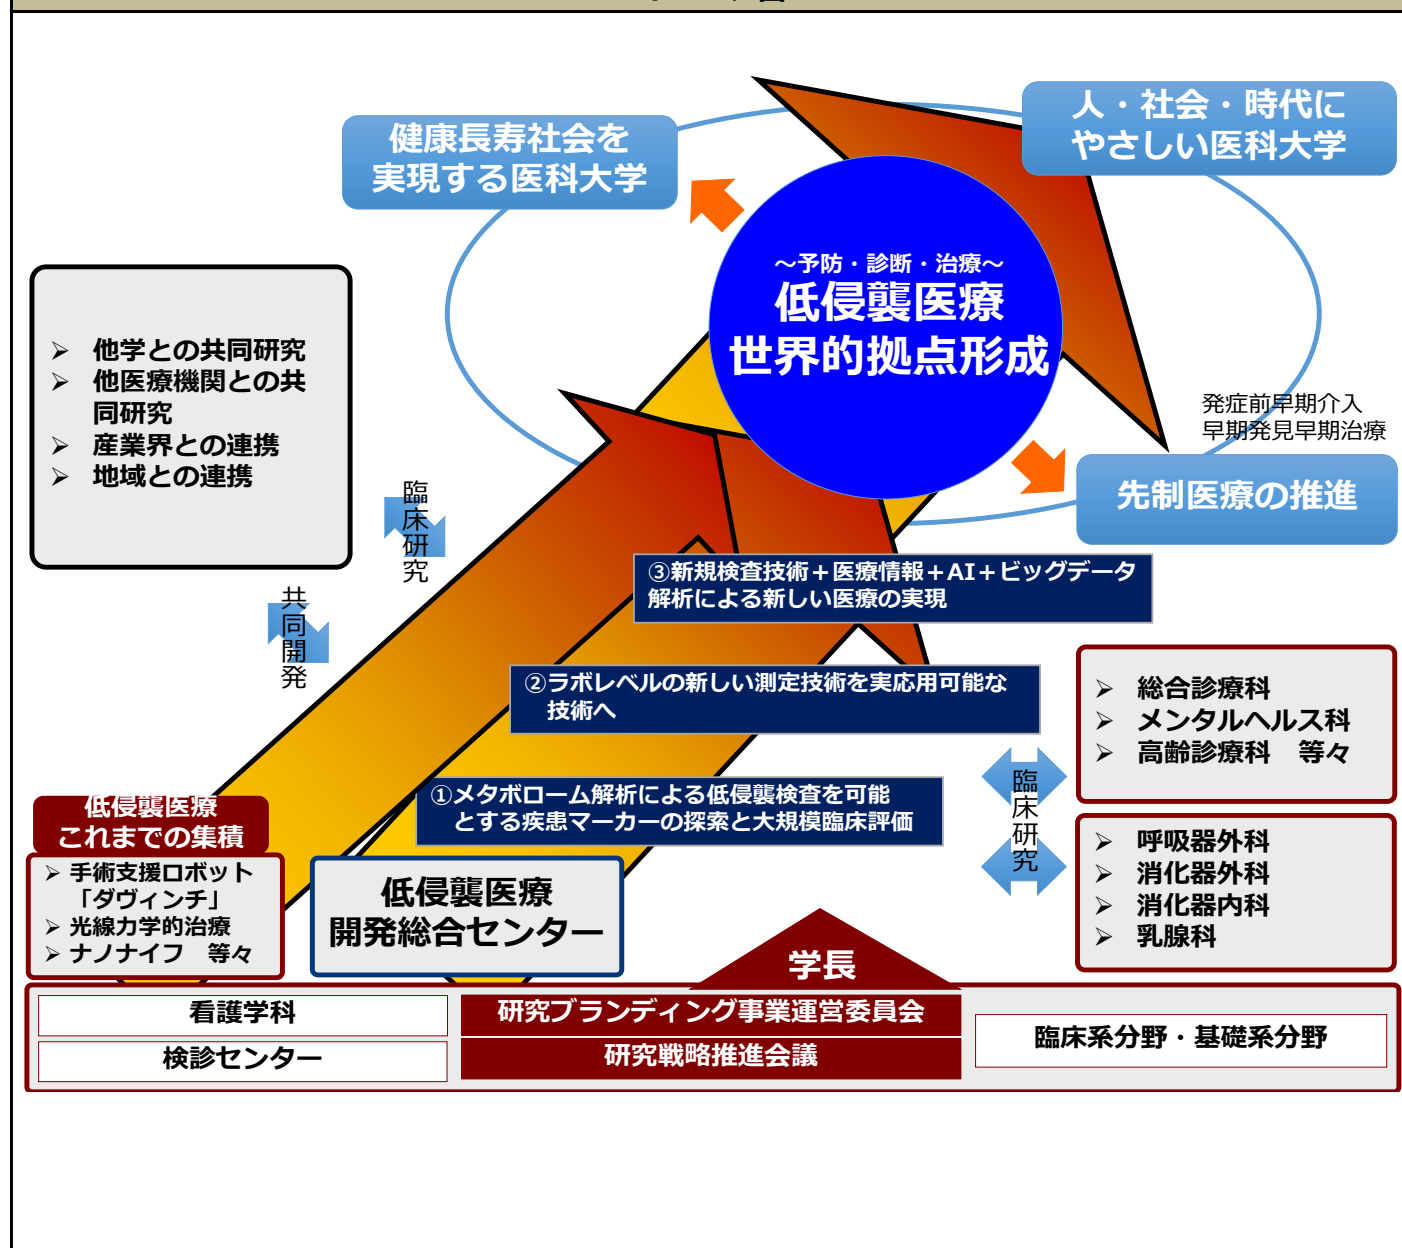 健康長寿社会を
実現する医科大学
人・社会・時代に
やさしい医科大学
～予防・診断・治療～
低侵襲医療
世界的拠点形成
➢ 他学との共同研究
➢ 他医療機関との共
同研究
➢ 産業界との連携
➢ 地域との連携
発症前早期介入
早期発見早期治療
先制医療の推進
臨床研究
共同開発
③新規検査技術＋医療情報＋AI＋ビッグデータ
解析による新しい医療の実現
②ラボレベルの新しい測定技術を実応用可能な
技術へ
①メタボローム解析による低侵襲検査を可能
とする疾患マーカーの探索と大規模臨床評価
➢ 総合診療科
➢ メンタルヘルス科
➢ 高齢診療科　等々
臨床研究
➢ 呼吸器外科
➢ 消化器外科
➢ 消化器内科
➢ 乳腺科
低侵襲医療
これまでの集積
➢ 手術支援ロボット
「ダヴィンチ」
➢ 光線力学的治療
➢ ナノナイフ　等々
低侵襲医療
開発総合センター
学長
看護学科
検診センター
研究ブランディング事業運営委員会
研究戦略推進会議
臨床系分野・基礎系分野